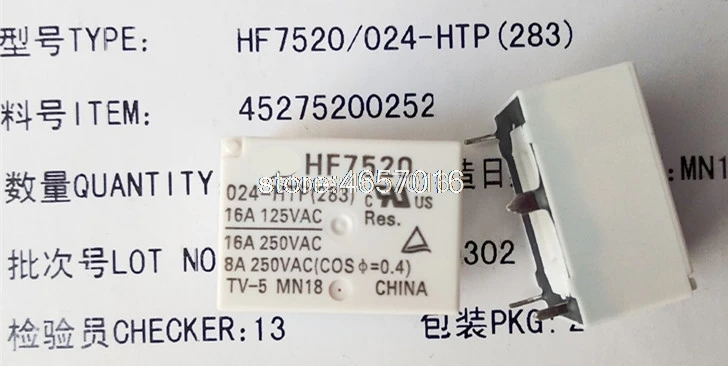 型号TYPE: HF7520/024-HTP(283)
料号ITEM: 45275200252
数量QUANTITY
造日
:MN1
批次号LOT NO
302
检验员CHECKER:13
包装PKG:
HF7520
store: 4657016
024-HTP(283)
c US
16A 125VAC Res.
16A 250VAC
8A 250VAC(COSφ=0.4)
TV-5 MN18 CHINA